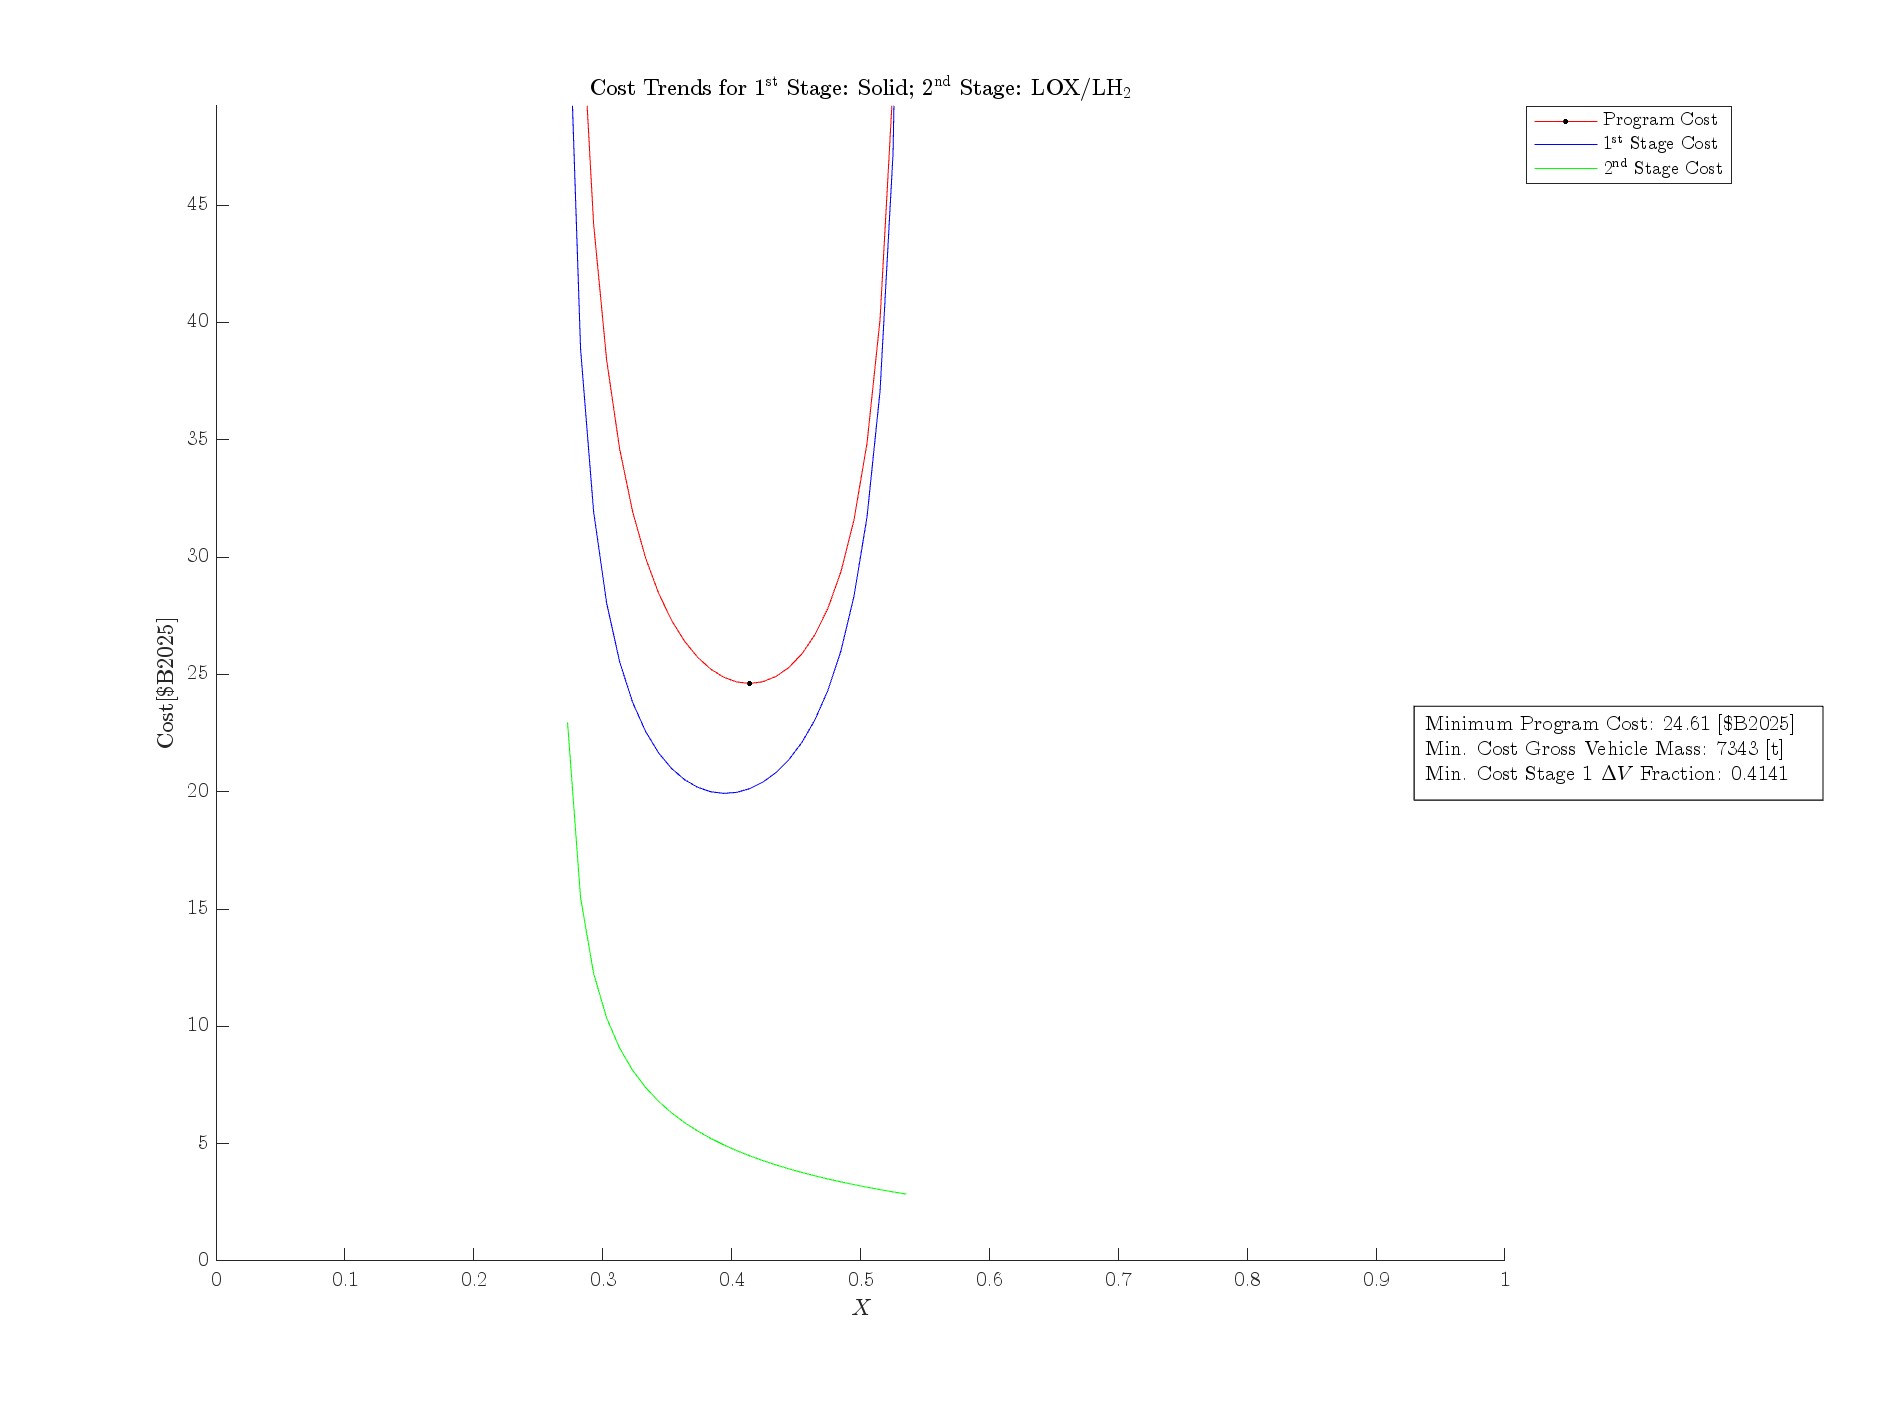 Cost Trends for 1st Stage: Solid; 2nd Stage: LOX/LH2
Program Cost
1st Stage Cost
2nd Stage Cost
45
40
35
30
25
20
15
10
5
0
Cost[$B2025]
Minimum Program Cost: 24.61 [$B2025]
Min. Cost Gross Vehicle Mass: 7343 [t]
Min. Cost Stage 1 ΔV Fraction: 0.4141
0 0.1 0.2 0.3 0.4 0.5 0.6 0.7 0.8 0.9 1
X